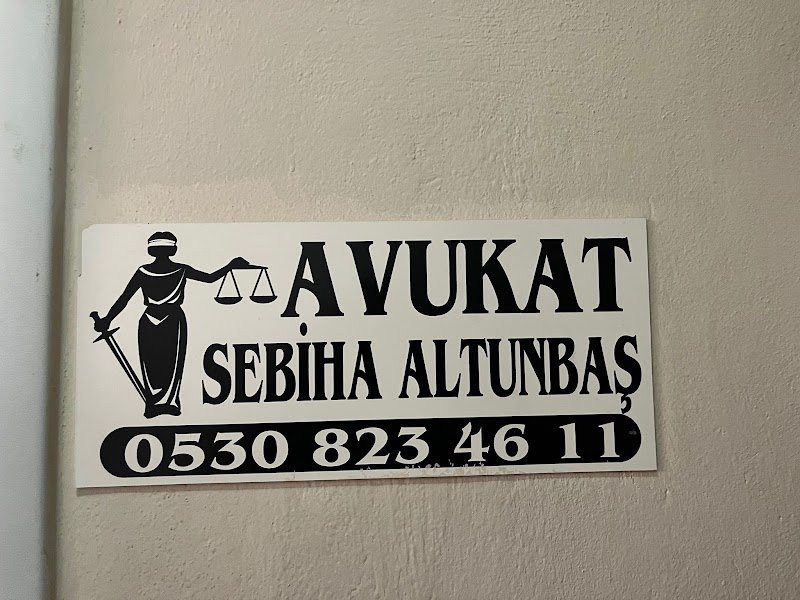 AVUKAT
SEBİHA ALTUNBAŞ
0530 823 46 11